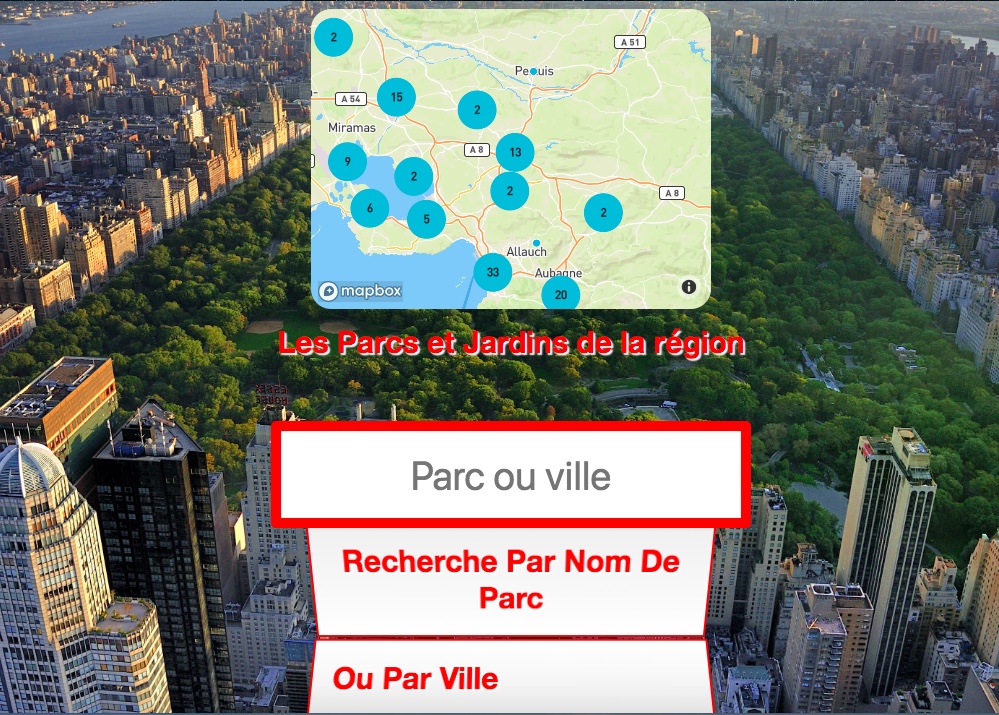 2
A 51
Pertuis
15
A 54
2
Miramas
A 8
13
9
2
2
A 8
6
5
2
Allauch
33
Aubagne
20
mapbox
i
Les Parcs et Jardins de la région
Parc ou ville
Recherche Par Nom De
Parc
Ou Par Ville